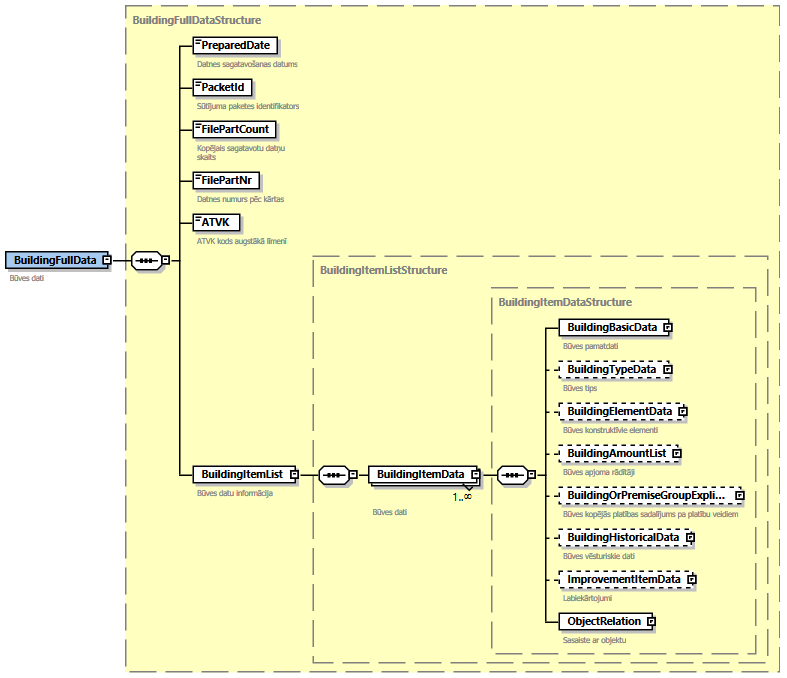 BuildingFullDataStructure
PreparedDate
Datnes sagatavošanas datums
PacketId
Sūtījuma paketes identifikators
FilePartCount
Kopējais sagatavotu datņu
skaits
FilePartNr
Datnes numurs pēc kārtas
ATVK
ATVK kods augstākā līmenī
BuildingFullData
Būves dati
BuildingItemListStructure
BuildingItemDataStructure
BuildingBasicData
Būves pamatdati
BuildingTypeData
Būves tips
BuildingElementData
Būves konstruktīvie elementi
BuildingAmountList
Būves apjoma rādītāji
BuildingItemList
Būves datu informācija
BuildingItemData
1..∞
Būves dati
BuildingOrPremiseGroupExpli...
Būves kopējās platības sadalījums pa platību veidiem
BuildingHistoricalData
Būves vēsturiskie dati
ImprovementItemData
Labiekārtojumi
ObjectRelation
Sasaiste ar objektu